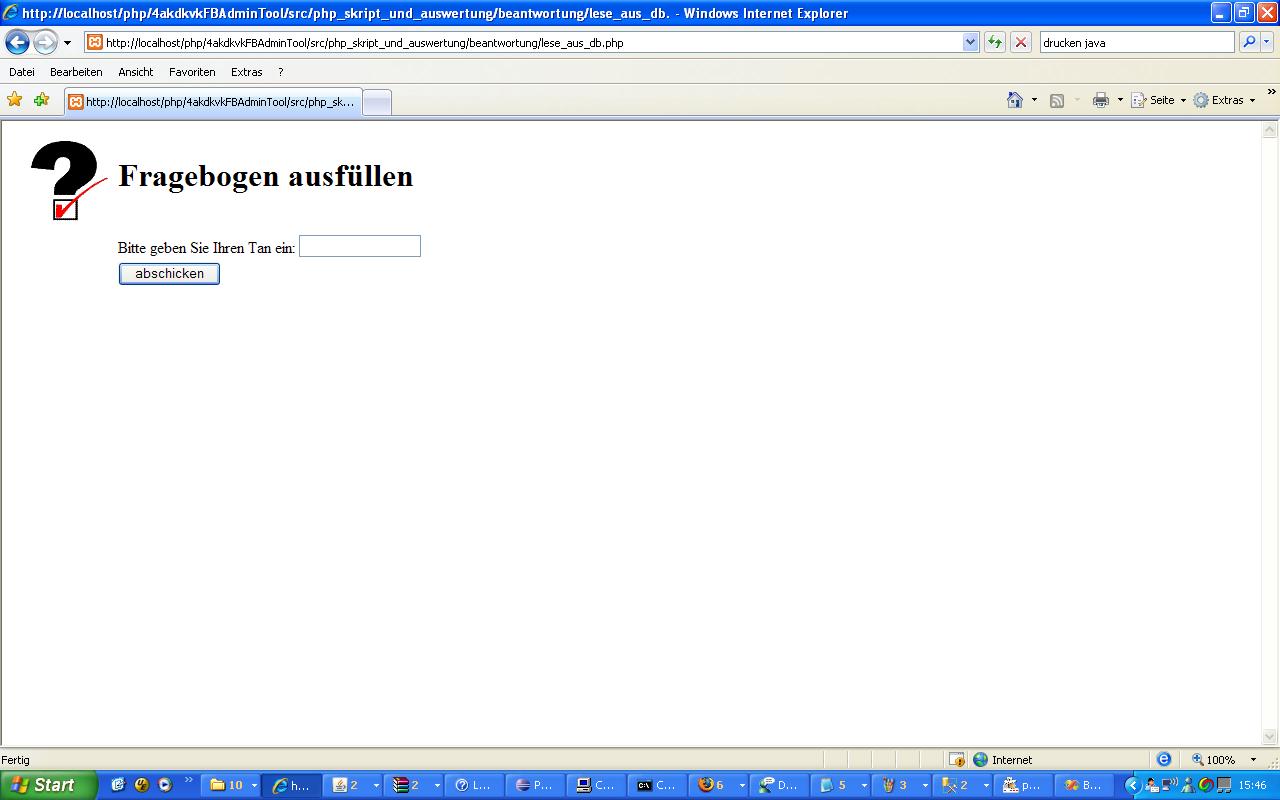 http://localhost/php/4akdkvkFBAdminTool/src/php_skript_und_auswertung/beantwortung/lese_aus_db. - Windows Internet Explorer
http://localhost/php/4akdkvkFBAdminTool/src/php_skript_und_auswertung/beantwortung/lese_aus_db.php
drucken java
Datei Bearbeiten Ansicht Favoriten Extras ?
http://localhost/php/4akdkvkFBAdminTool/src/php_sk...
Seite Extras
Fragebogen ausfüllen
Bitte geben Sie Ihren Tan ein:
abschicken
Fertig
Internet
100%
Start
10 h... 2 2 L... P... C... C... 6 D... 5 3 2 p... B... 15:46